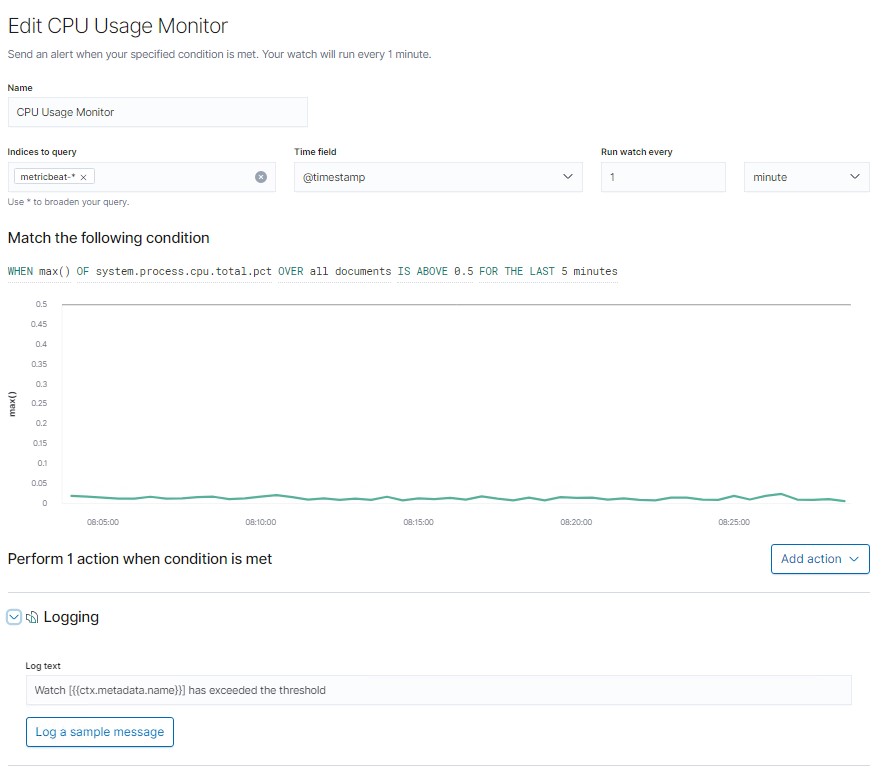 Edit CPU Usage Monitor
Send an alert when your specified condition is met. Your watch will run every 1 minute.
Name
CPU Usage Monitor
Indices to query
Time field
Run watch every
metricbeat-* ×
@timestamp
1
minute
Use * to broaden your query.
Match the following condition
WHEN max() OF system.process.cpu.total.pct OVER all documents IS ABOVE 0.5 FOR THE LAST 5 minutes
max()
0.5
0.45
0.4
0.35
0.3
0.25
0.2
0.15
0.1
0.05
0
08:05:00
08:10:00
08:15:00
08:20:00
08:25:00
Perform 1 action when condition is met
Add action
Logging
Log text
Watch [{{ctx.metadata.name}}] has exceeded the threshold
Log a sample message